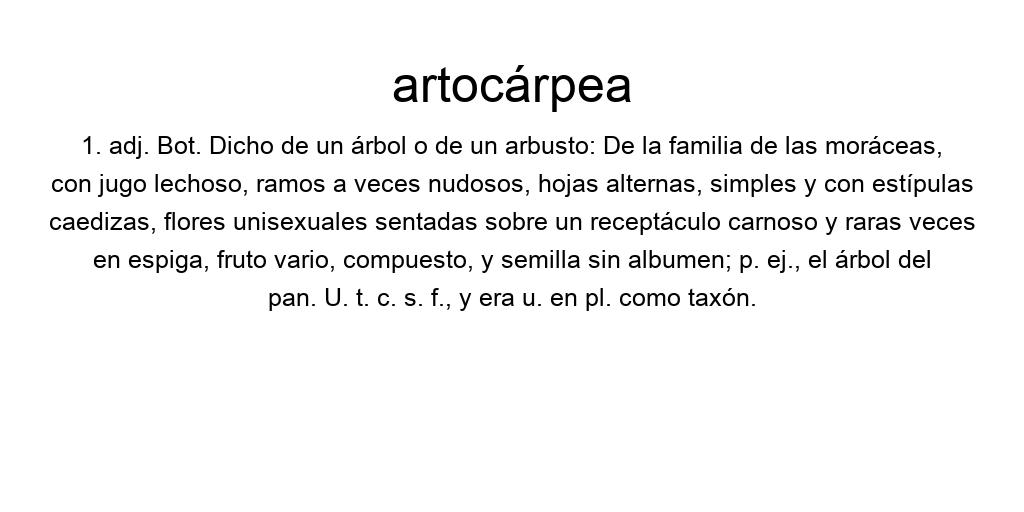 artocárpea
1. adj. Bot. Dicho de un árbol o de un arbusto: De la familia de las moráceas,
con jugo lechoso, ramos a veces nudosos, hojas alternas, simples y con estípulas
caedizas, flores unisexuales sentadas sobre un receptáculo carnoso y raras veces
en espiga, fruto vario, compuesto, y semilla sin albumen; p. ej., el árbol del
pan. U. t. c. s. f., y era u. en pl. como taxón.